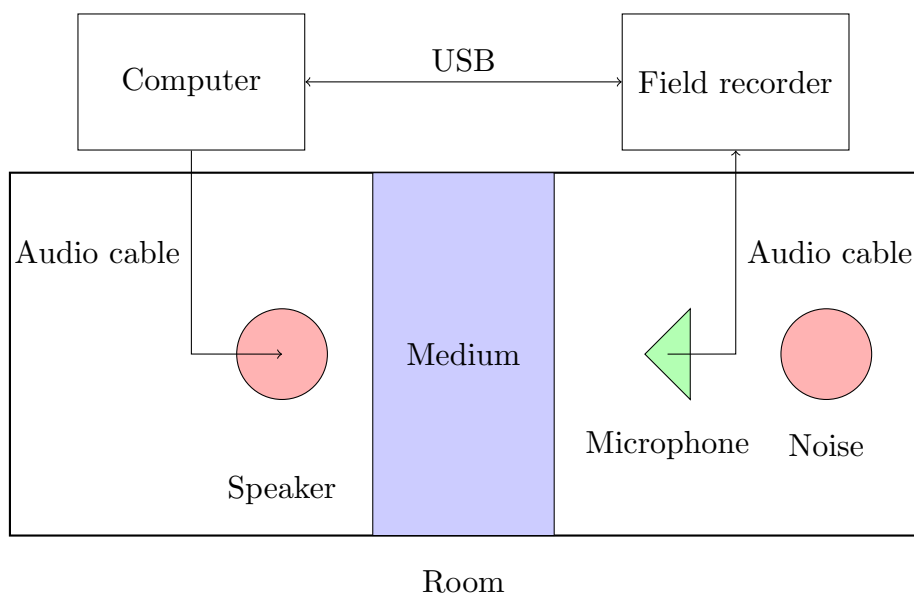 USB
Computer
Field recorder
Audio cable
Audio cable
Medium
Microphone
Noise
Speaker
Room